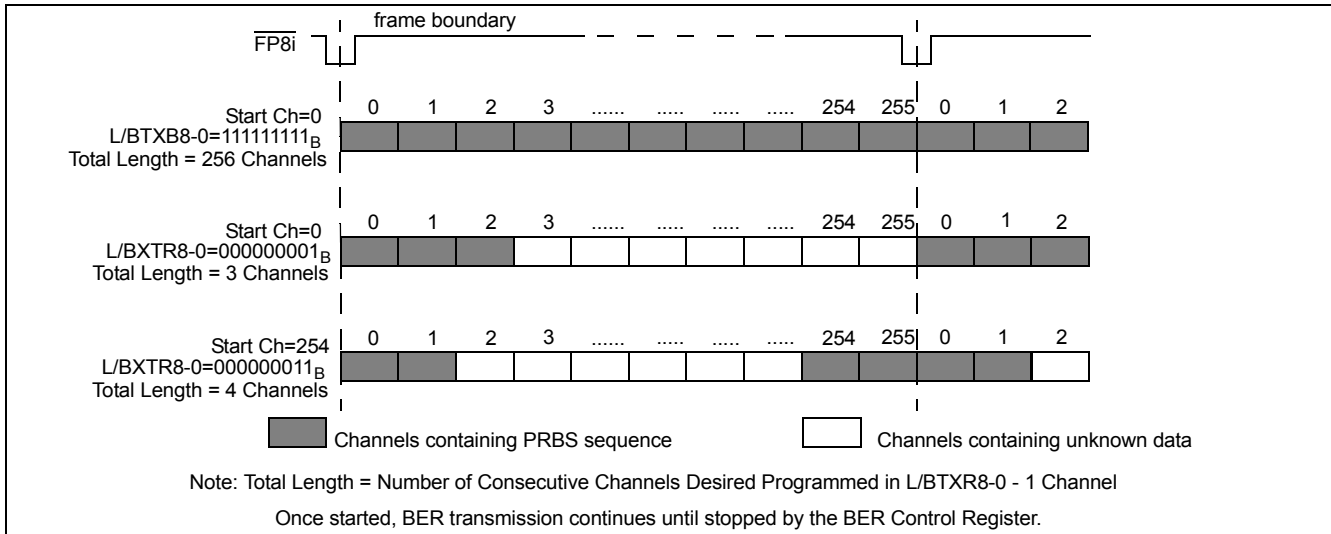 frame boundary
FP8i
Start Ch=0
L/BTXB8-0=111111111B
Total Length = 256 Channels
0 1 2 3 ...... ..... ..... ..... 254 255 0 1 2
Start Ch=0
L/BXTR8-0=000000001B
Total Length = 3 Channels
0 1 2 3 ...... ..... ..... ..... 254 255 0 1 2
Start Ch=254
L/BXTR8-0=000000011B
Total Length = 4 Channels
0 1 2 3 ...... ..... ..... ..... 254 255 0 1 2
Channels containing PRBS sequence
Channels containing unknown data
Note: Total Length = Number of Consecutive Channels Desired Programmed in L/BTXR8-0 - 1 Channel
Once started, BER transmission continues until stopped by the BER Control Register.